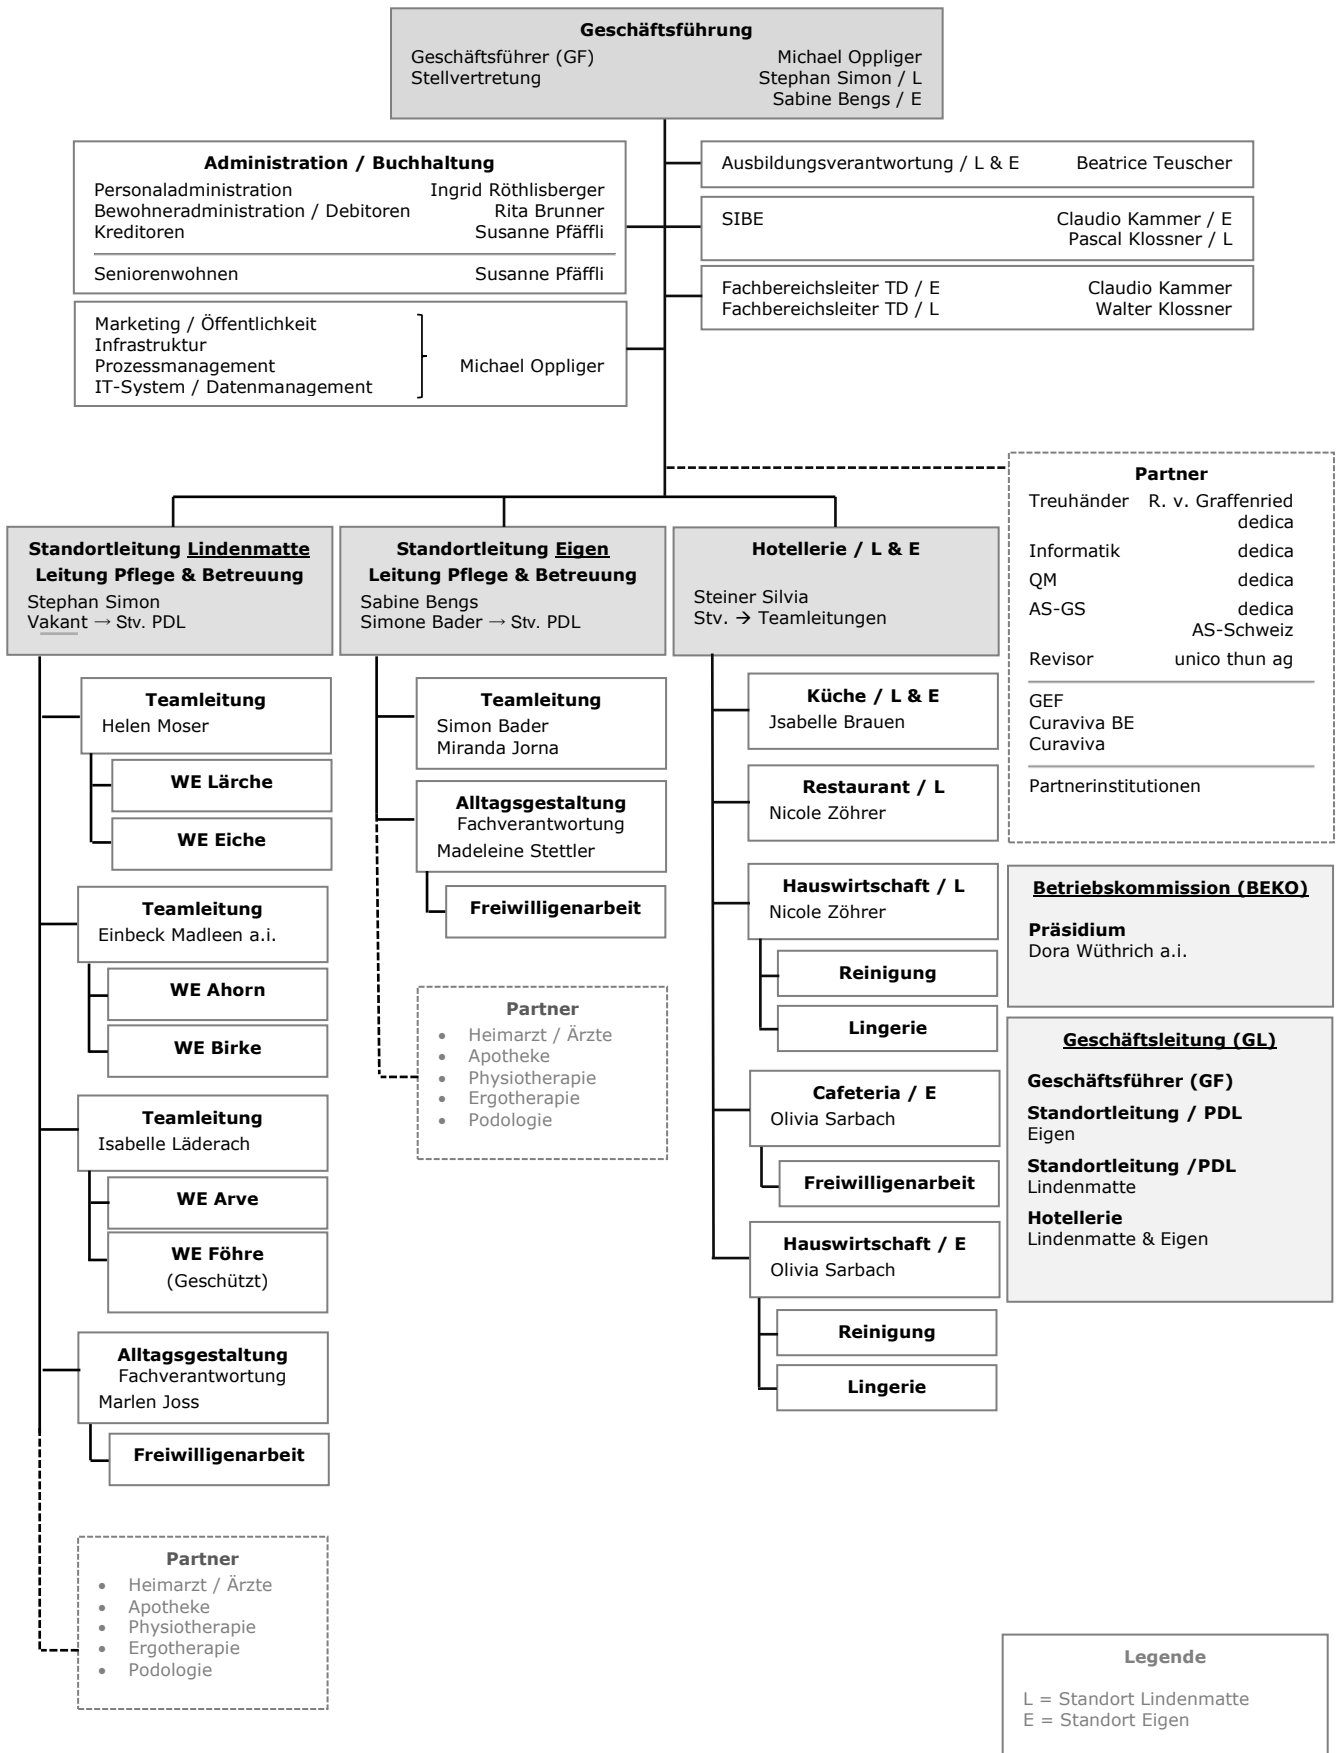 Geschäftsführung
Geschäftsführer (GF) Michael Oppliger
Stellvertretung Stephan Simon / L
Sabine Bengs / E
Administration / Buchhaltung
Personaladministration Ingrid Röthlisberger
Bewohneradministration / Debitoren Rita Brunner
Kreditoren Susanne Pfäffli
Seniorenwohnen Susanne Pfäffli
Marketing / Öffentlichkeit
Infrastruktur
Prozessmanagement Michael Oppliger
IT-System / Datenmanagement
Ausbildungsverantwortung / L & E Beatrice Teuscher
SIBE Claudio Kammer / E
Pascal Klossner / L
Fachbereichsleiter TD / E Claudio Kammer
Fachbereichsleiter TD / L Walter Klossner
Partner
Treuhänder R. v. Graffenried
dedica
Informatik dedica
QM dedica
AS-GS dedica
AS-Schweiz
Revisor unico thun ag
GEF
Curaviva BE
Curaviva
Partnerinstitutionen
Standortleitung Lindenmatte
Leitung Pflege & Betreuung
Stephan Simon
Vakant → Stv. PDL
Teamleitung
Helen Moser
WE Lärche
WE Eiche
Teamleitung
Einbeck Madleen a.i.
WE Ahorn
WE Birke
Teamleitung
Isabelle Läderach
WE Arve
WE Föhre
(Geschützt)
Alltagsgestaltung
Fachverantwortung
Marlen Joss
Freiwilligenarbeit
Partner
• Heimarzt / Ärzte
• Apotheke
• Physiotherapie
• Ergotherapie
• Podologie
Standortleitung Eigen
Leitung Pflege & Betreuung
Sabine Bengs
Simone Bader → Stv. PDL
Teamleitung
Simon Bader
Miranda Jorna
Alltagsgestaltung
Fachverantwortung
Madeleine Stettler
Freiwilligenarbeit
Partner
• Heimarzt / Ärzte
• Apotheke
• Physiotherapie
• Ergotherapie
• Podologie
Hotellerie / L & E
Steiner Silvia
Stv. → Teamleitungen
Küche / L & E
Jsabelle Brauen
Restaurant / L
Nicole Zöhrer
Hauswirtschaft / L
Nicole Zöhrer
Reinigung
Lingerie
Cafeteria / E
Olivia Sarbach
Freiwilligenarbeit
Hauswirtschaft / E
Olivia Sarbach
Reinigung
Lingerie
Betriebskommission (BEKO)
Präsidium
Dora Wüthrich a.i.
Geschäftsleitung (GL)
Geschäftsführer (GF)
Standortleitung / PDL
Eigen
Standortleitung /PDL
Lindenmatte
Hotellerie
Lindenmatte & Eigen
Legende
L = Standort Lindenmatte
E = Standort Eigen